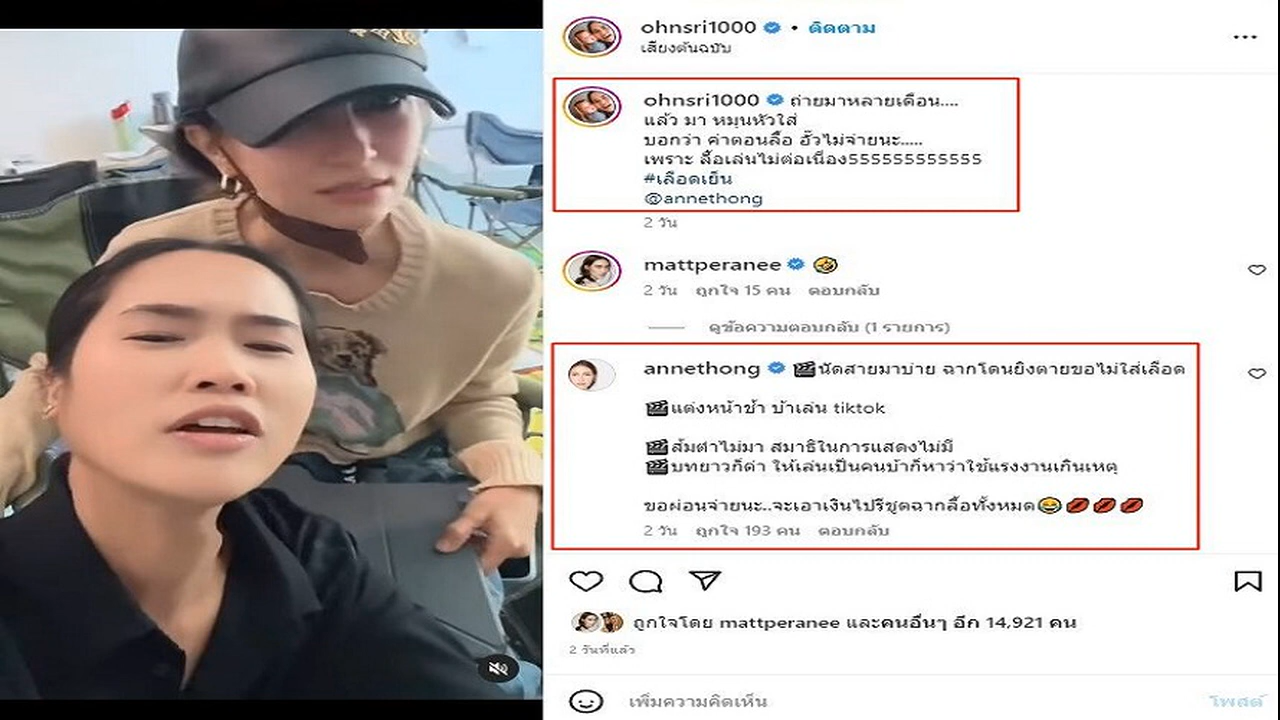 ohnsri1000 • ติดตาม
เสียงต้นฉบับ
ohnsri1000 ถ่ายมาหลายเดือน....
แล้ว มา หมุนหัวใส่
บอกว่า ค่าตอนลื้อ อั๊วไม่จ่ายนะ.....
เพราะ ลื้อเล่นไม่ต่อเนื่อง5555555555555
#เลือดเย็น
@annethong
2 วัน
mattperanee 🤣
2 วัน ถูกใจ 15 คน ตอบกลับ
ดูข้อความตอบกลับ (1 รายการ)
annethong 🎬นัดสายมาบ่าย ฉากโดนยิงตายขอไม่ใส่เลือด
🎬แต่งหน้าช้า บ้าเล่น tiktok
🎬ส้มตำไม่มา สมาธิในการแสดงไม่มี
🎬บทยาวก็ด่า ให้เล่นเป็นคนบ้าก็หาว่าใช้แรงงานเกินเหตุ
ขอผ่อนจ่ายนะ..จะเอาเงินไปรีชูตฉากลื้อทั้งหมด😂💋💋💋
2 วัน ถูกใจ 193 คน ตอบกลับ
ถูกใจโดย mattperanee และคนอื่นๆ อีก 14,921 คน
2 วันที่แล้ว
เพิ่มความคิดเห็น
โพสต์